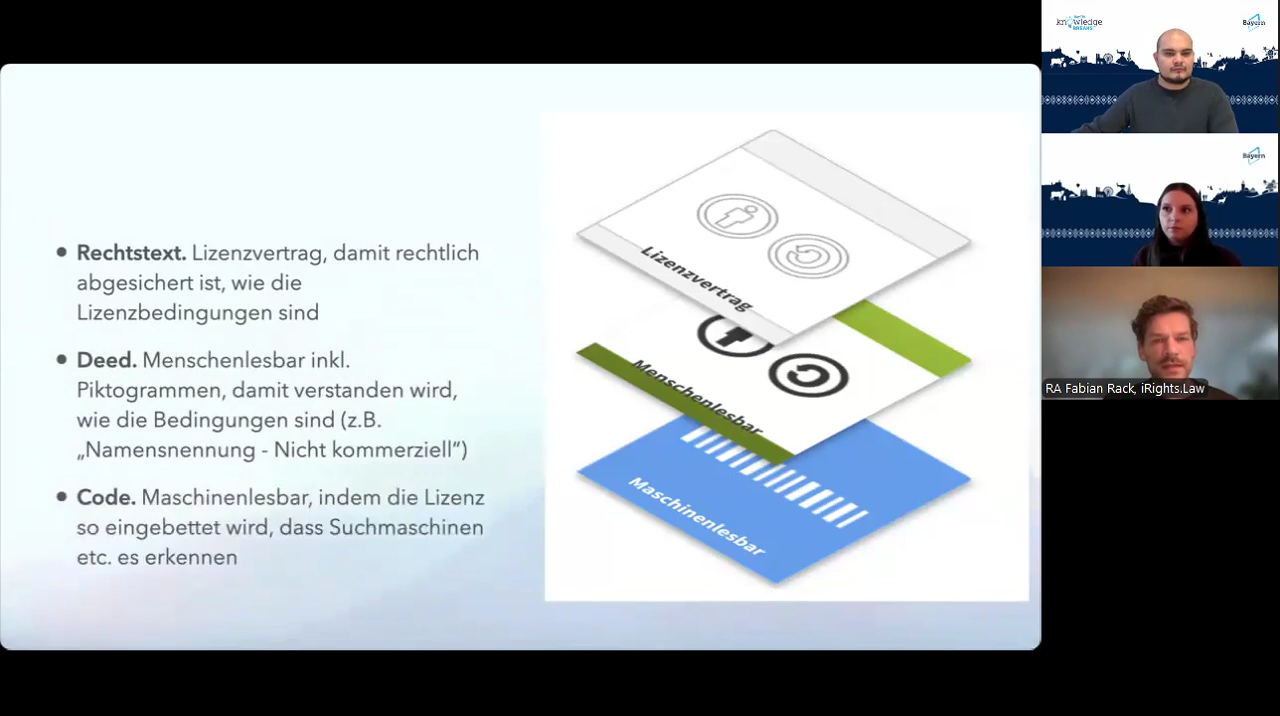 • Rechtstext. Lizenzvertrag, damit rechtlich
abgesichert ist, wie die
Lizenzbedingungen sind
• Deed. Menschenlesbar inkl.
Piktogrammen, damit verstanden wird,
wie die Bedingungen sind (z.B.
„Namensnennung - Nicht kommerziell“)
• Code. Maschinenlesbar, indem die Lizenz
so eingebettet wird, dass Suchmaschinen
etc. es erkennen
Lizenzvertrag
Menschenlesbar
Maschinenlesbar
knowledge
BREAKS
Bayern
Bayern
RA Fabian Rack, iRights.Law